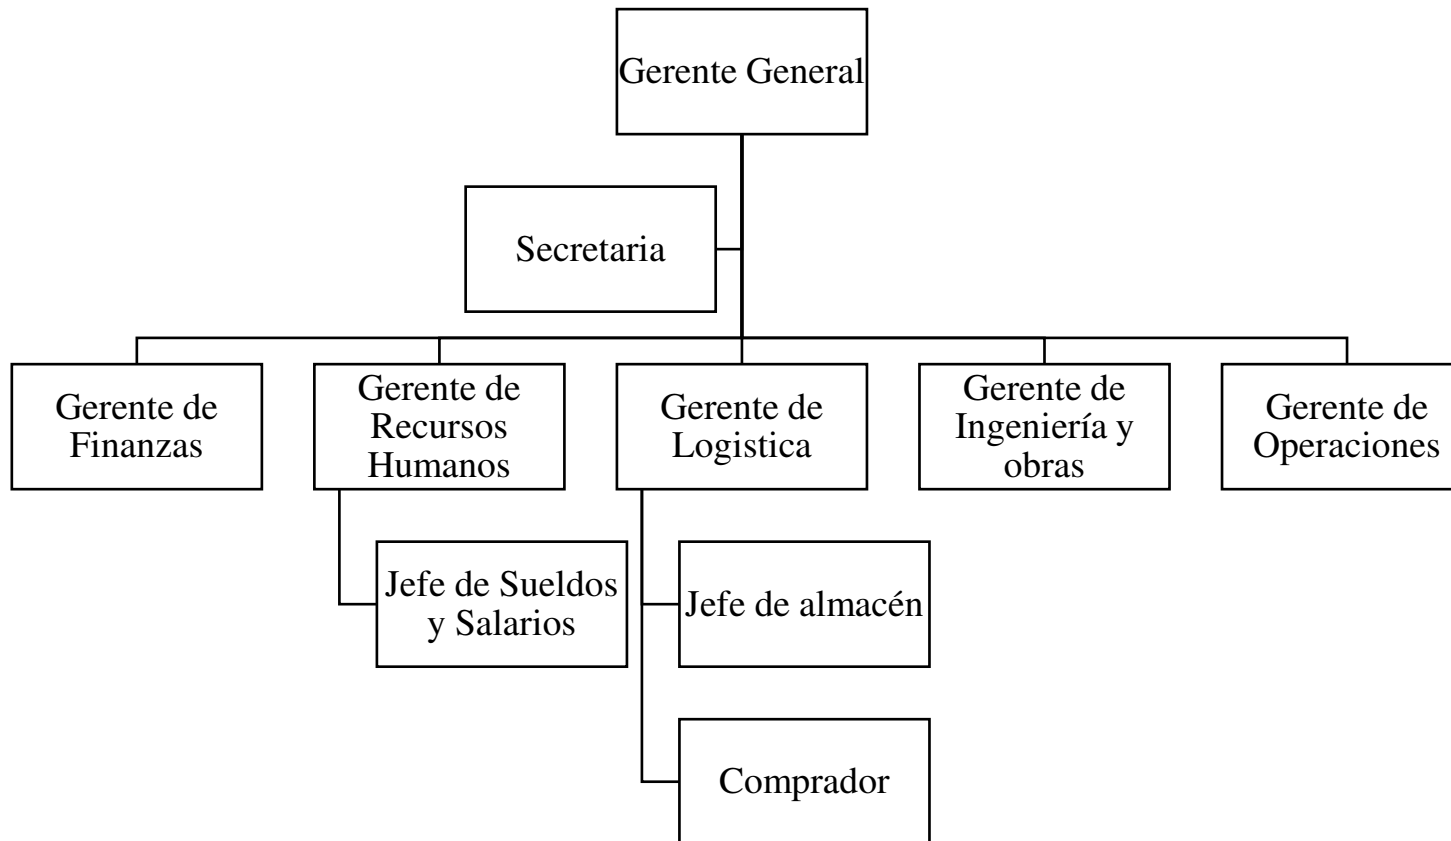 Gerente General
Secretaria
Gerente de
Finanzas
Gerente de
Recursos
Humanos
Gerente de
Logistica
Gerente de
Ingeniería y
obras
Gerente de
Operaciones
Jefe de Sueldos
y Salarios
Jefe de almacén
Comprador